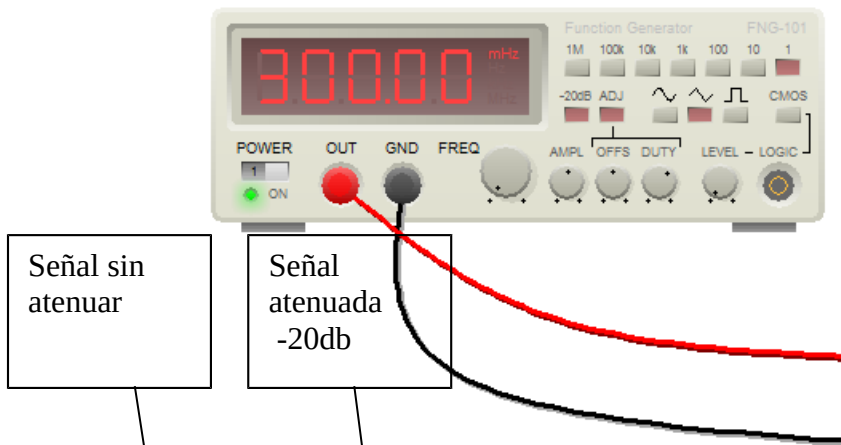 Function Generator FNG-101
1M 100k 10k 1k 100 10 1
300.00 mHz
Hz
MHz
-20dB ADJ CMOS
POWER OUT GND FREQ AMPL OFFS DUTY LEVEL LOGIC
1
ON
Señal sin
atenuar
Señal
atenuada
-20db